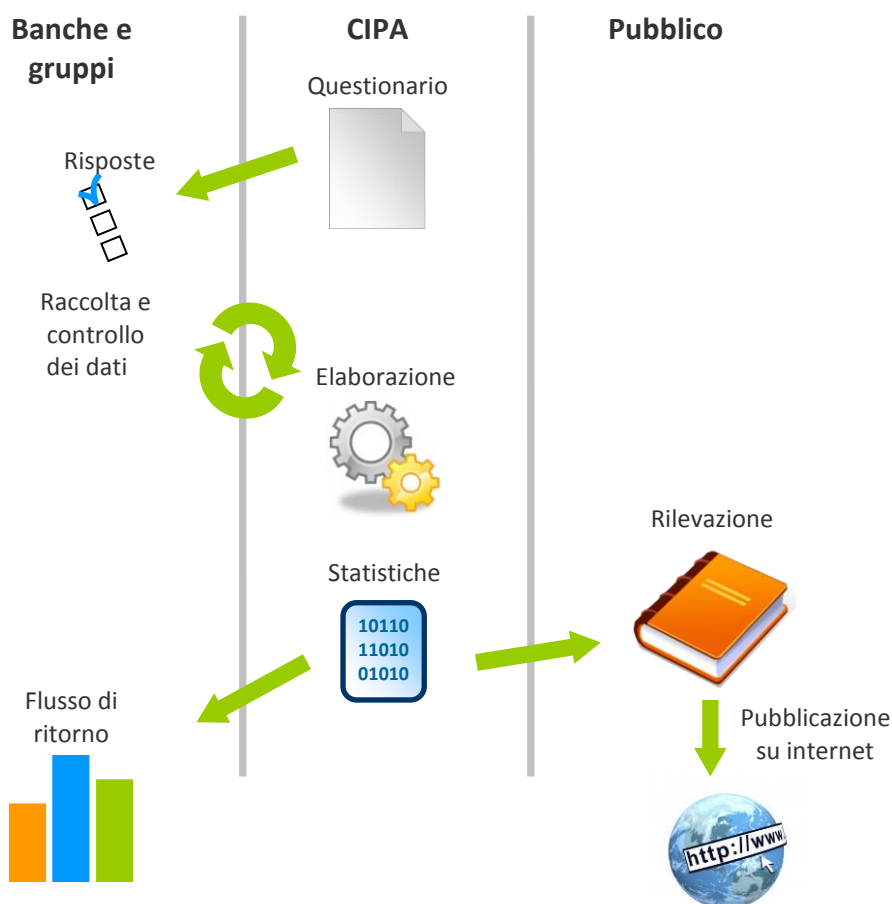 Banche e
gruppi
CIPA
Pubblico
Questionario
Risposte
Raccolta e
controllo
dei dati
Elaborazione
Rilevazione
Statistiche
10110
11010
01010
Flusso di
ritorno
Pubblicazione
su internet
http://www.